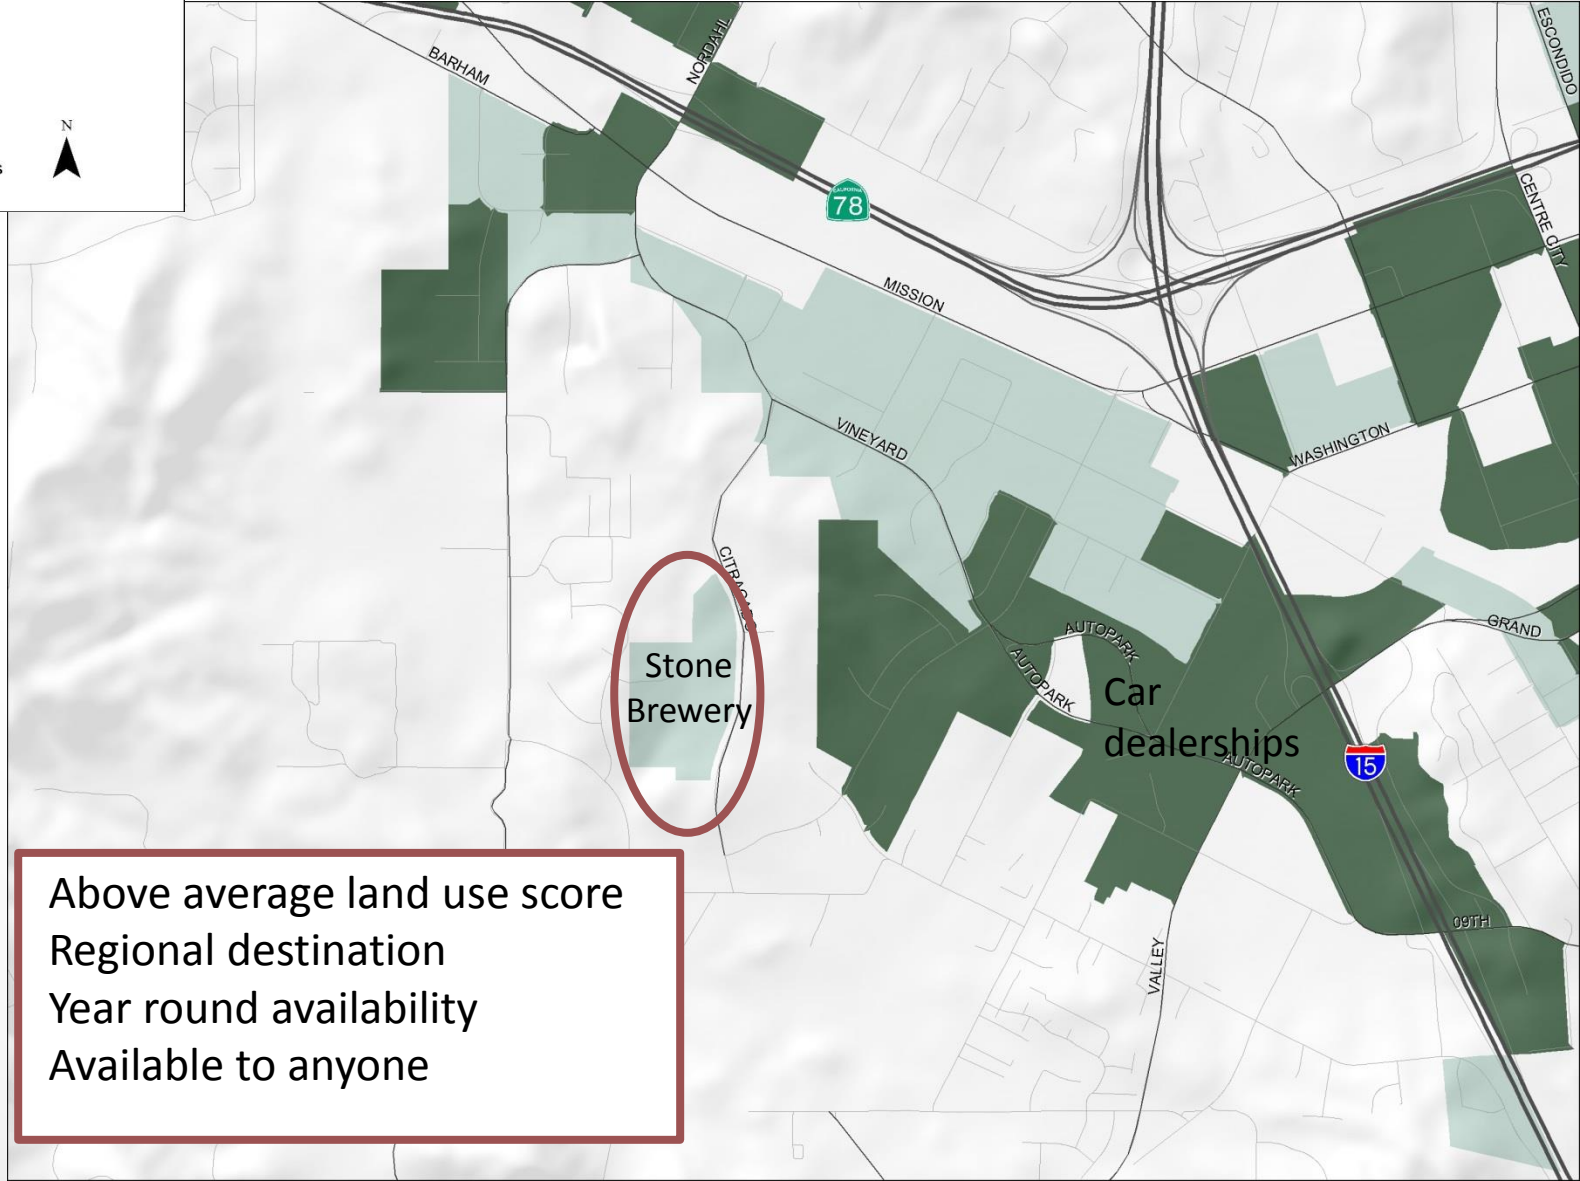 N
s
BARHAM
NORDAHL
ESCONDIDO
CALIFORNIA
78
CENTRE CITY
MISSION
VINEYARD
WASHINGTON
CITRACADO
GRAND
AUTOPARK
AUTOPARK
Stone
Brewery
Car
dealerships
AUTOPARK
15
09TH
VALLEY
Above average land use score
Regional destination
Year round availability
Available to anyone